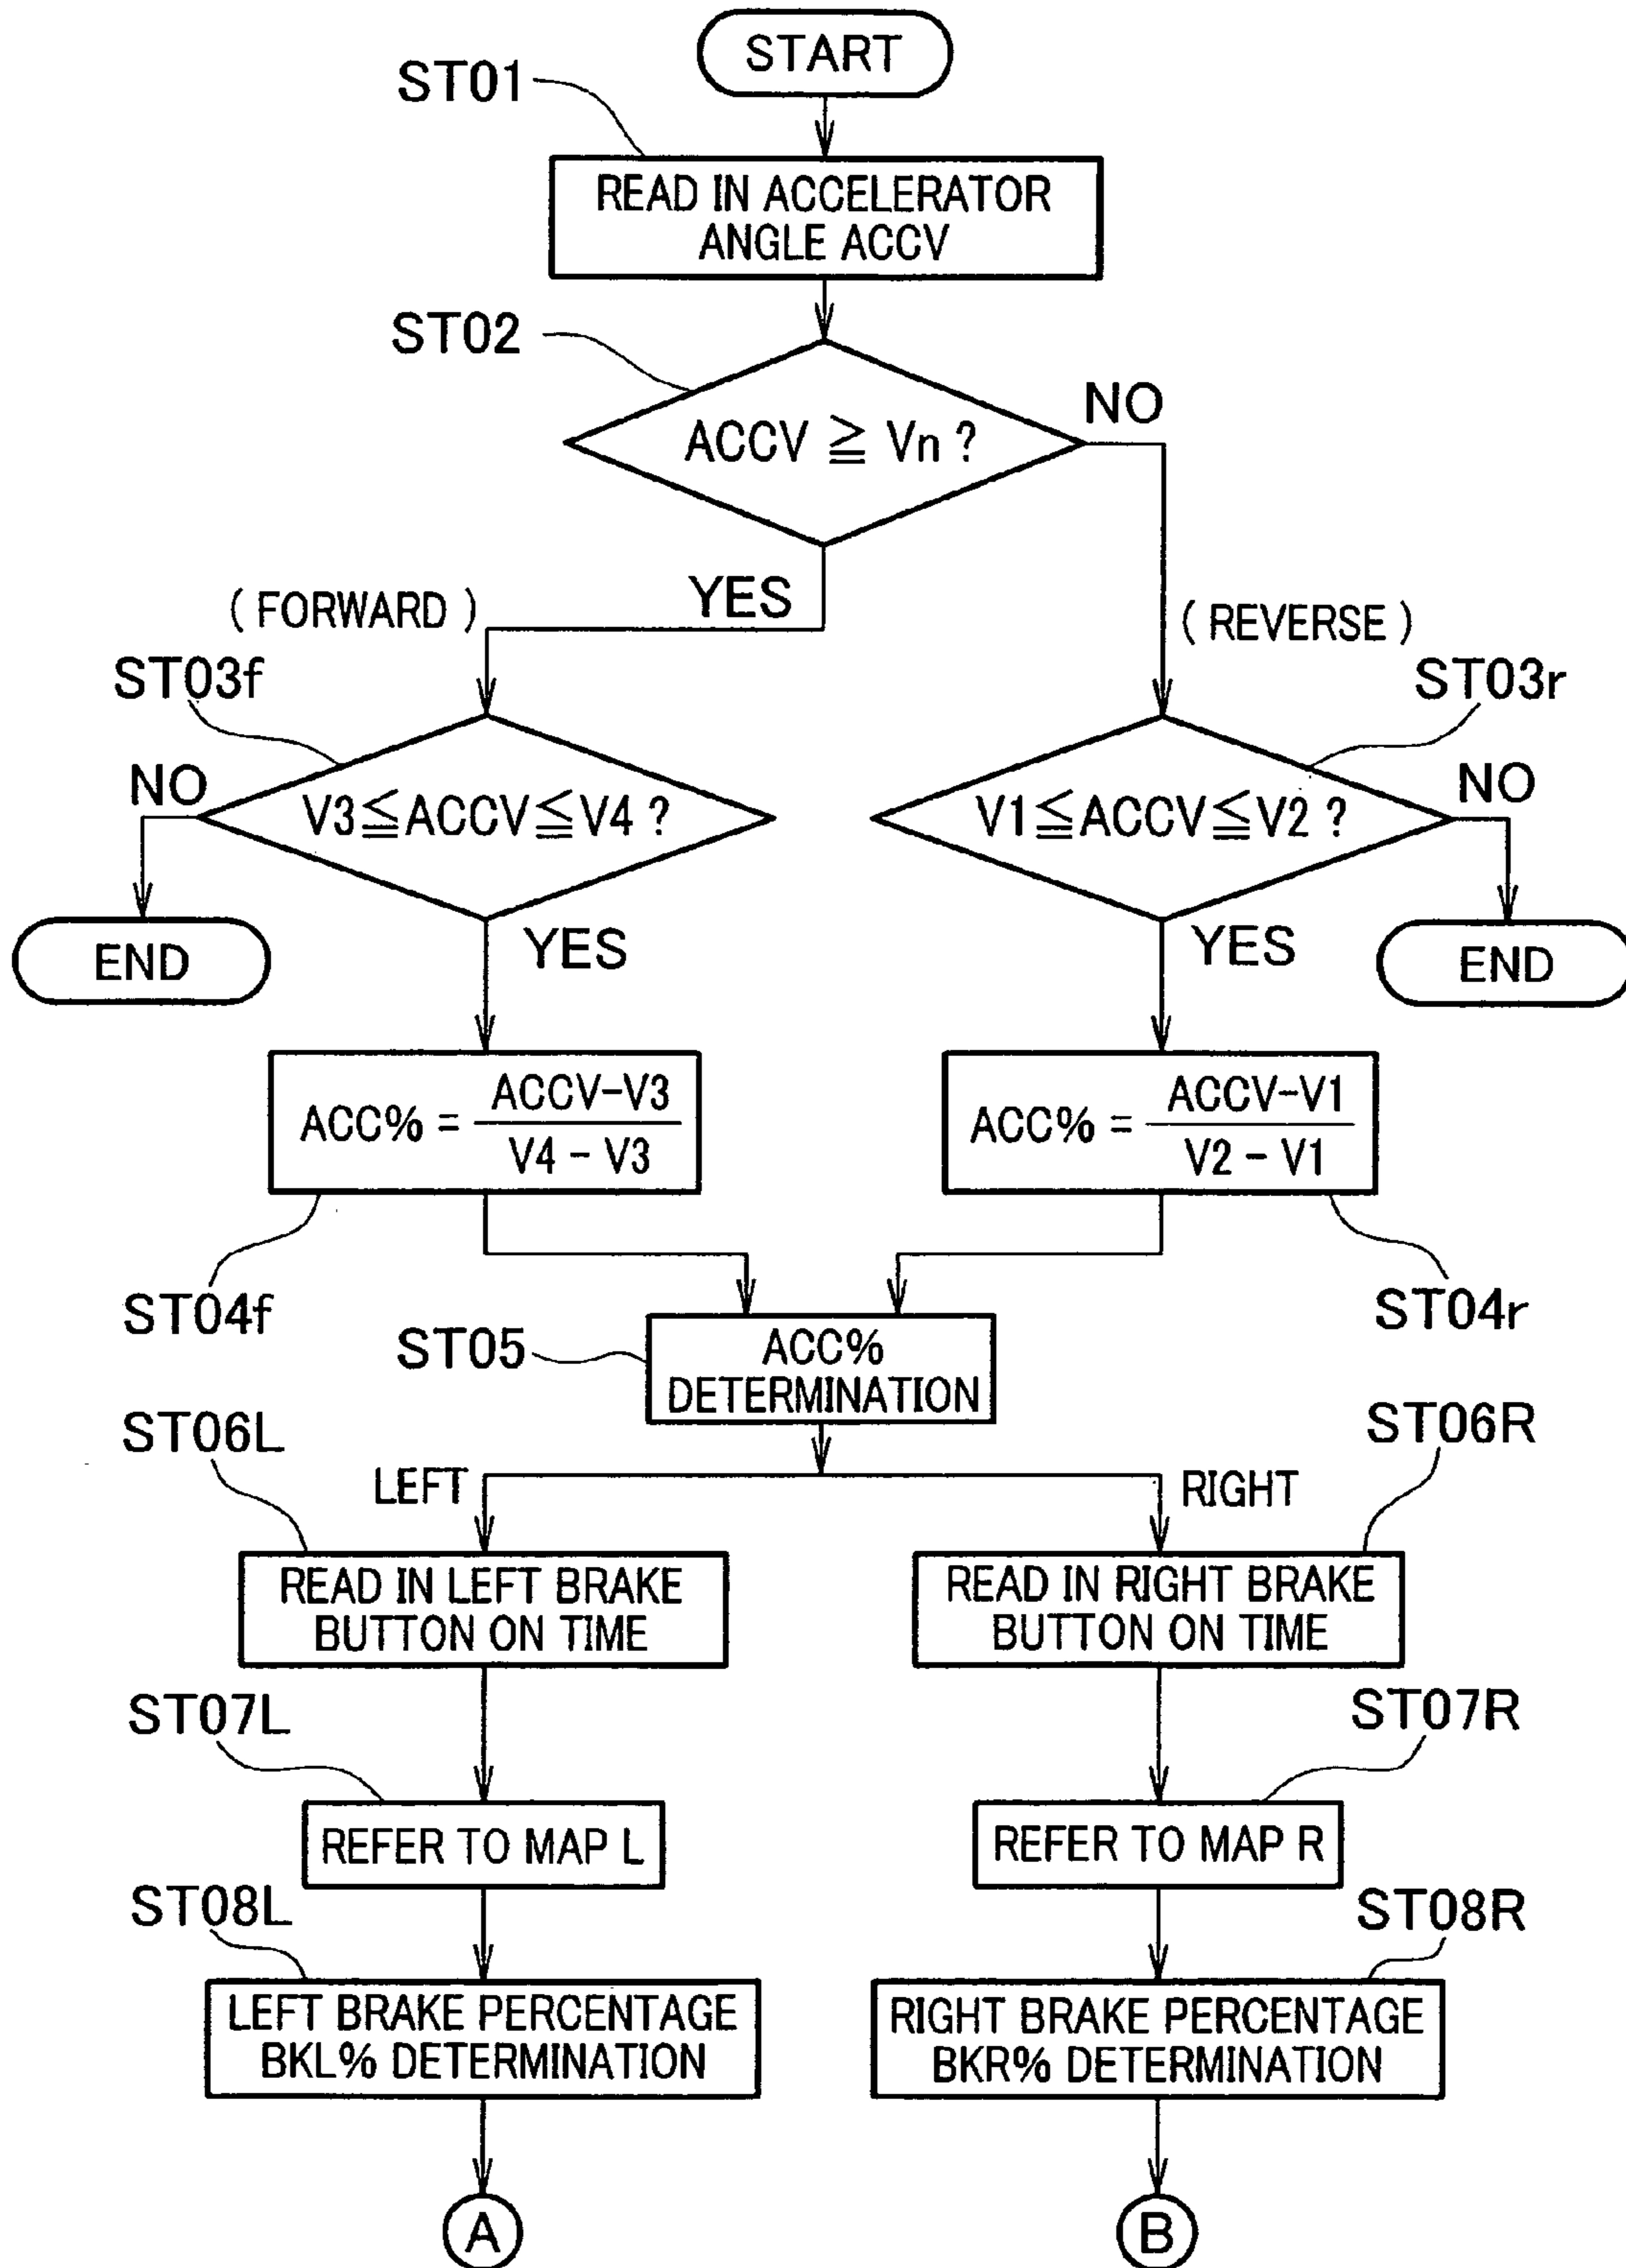 START
ST01
READ IN ACCELERATOR
ANGLE ACCV
ST02
ACCV ≧ Vn ?
NO
YES
( FORWARD )
( REVERSE )
ST03f
ST03r
NO
V3≦ACCV≦V4 ?
V1≦ACCV≦V2 ?
NO
END
YES
YES
END
ACC% = ACCV-V3 / V4 - V3
ACC% = ACCV-V1 / V2 - V1
ST04f
ST04r
ST05
ACC%
DETERMINATION
ST06L
ST06R
LEFT
RIGHT
READ IN LEFT BRAKE
BUTTON ON TIME
READ IN RIGHT BRAKE
BUTTON ON TIME
ST07L
ST07R
REFER TO MAP L
REFER TO MAP R
ST08L
ST08R
LEFT BRAKE PERCENTAGE
BKL% DETERMINATION
RIGHT BRAKE PERCENTAGE
BKR% DETERMINATION
A
B